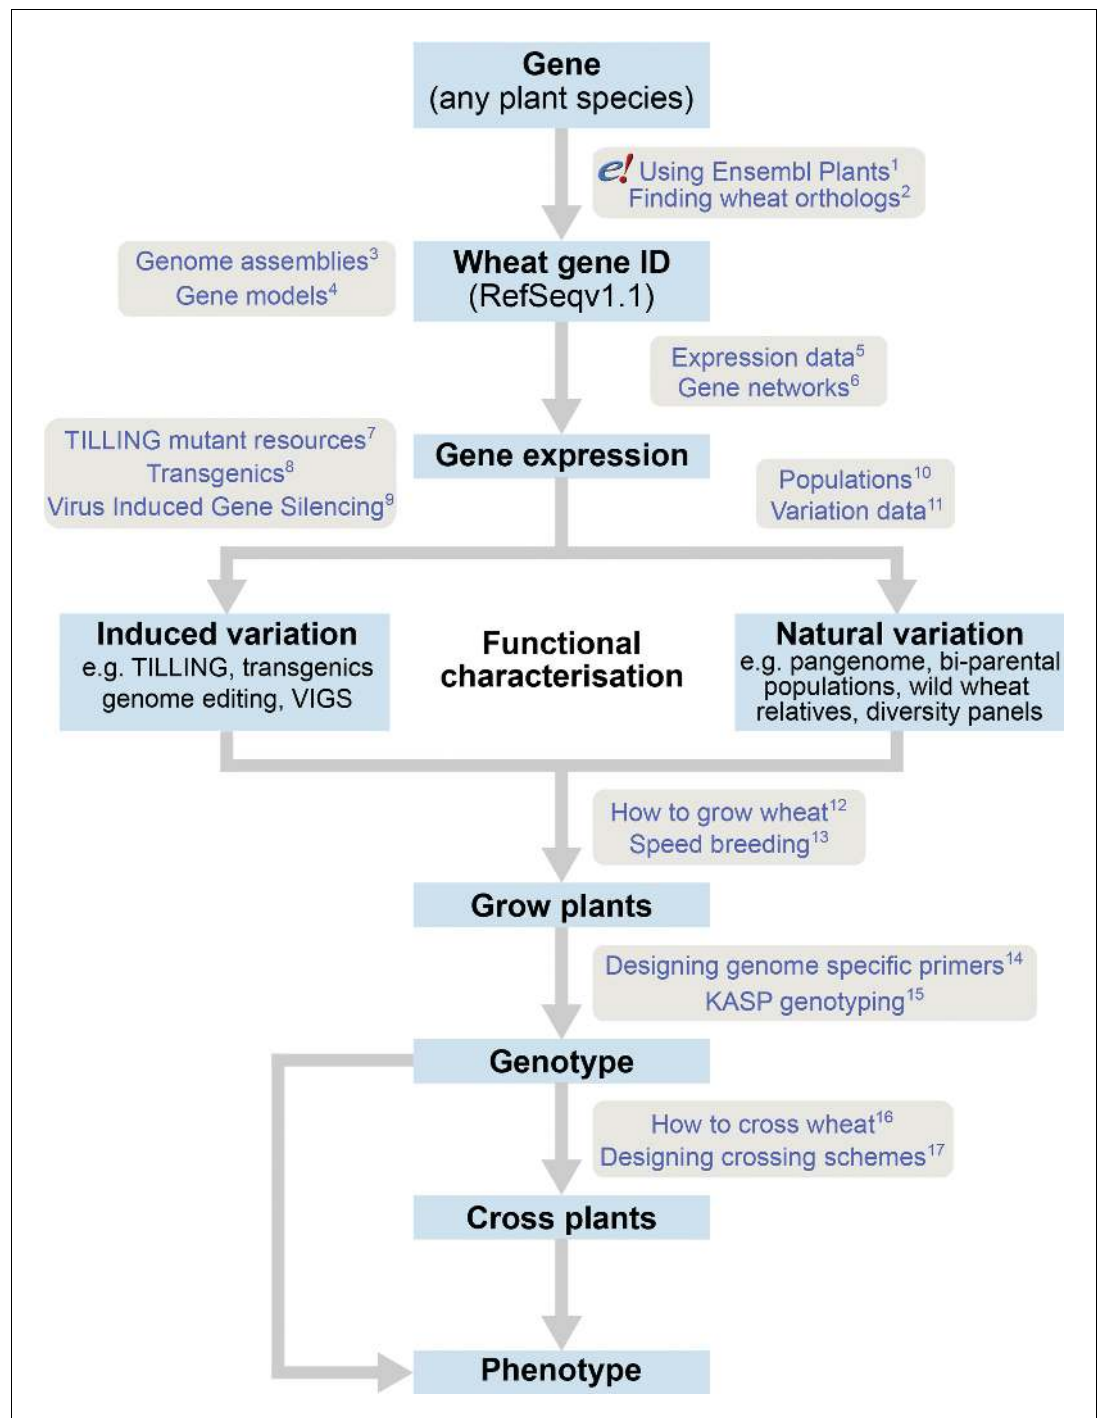 Gene
(any plant species)
e! Using Ensembl Plants¹
Finding wheat orthologs²
Genome assemblies³
Gene models⁴
Wheat gene ID
(RefSeqv1.1)
Expression data⁵
Gene networks⁶
TILLING mutant resources⁷
Transgenics⁸
Virus Induced Gene Silencing⁹
Gene expression
Populations¹⁰
Variation data¹¹
Induced variation
e.g. TILLING, transgenics
genome editing, VIGS
Functional
characterisation
Natural variation
e.g. pangenome, bi-parental
populations, wild wheat
relatives, diversity panels
How to grow wheat¹²
Speed breeding¹³
Grow plants
Designing genome specific primers¹⁴
KASP genotyping¹⁵
Genotype
How to cross wheat¹⁶
Designing crossing schemes¹⁷
Cross plants
Phenotype